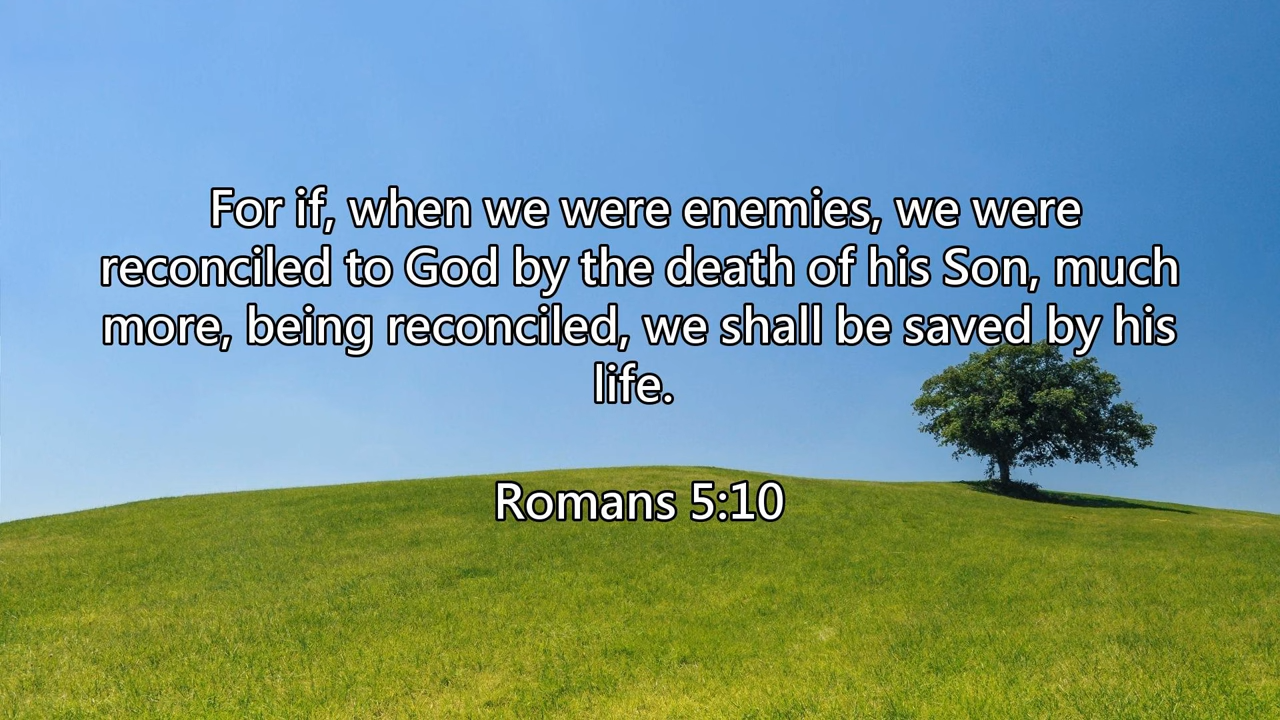 For if, when we were enemies, we were
reconciled to God by the death of his Son, much
more, being reconciled, we shall be saved by his
life.
Romans 5:10